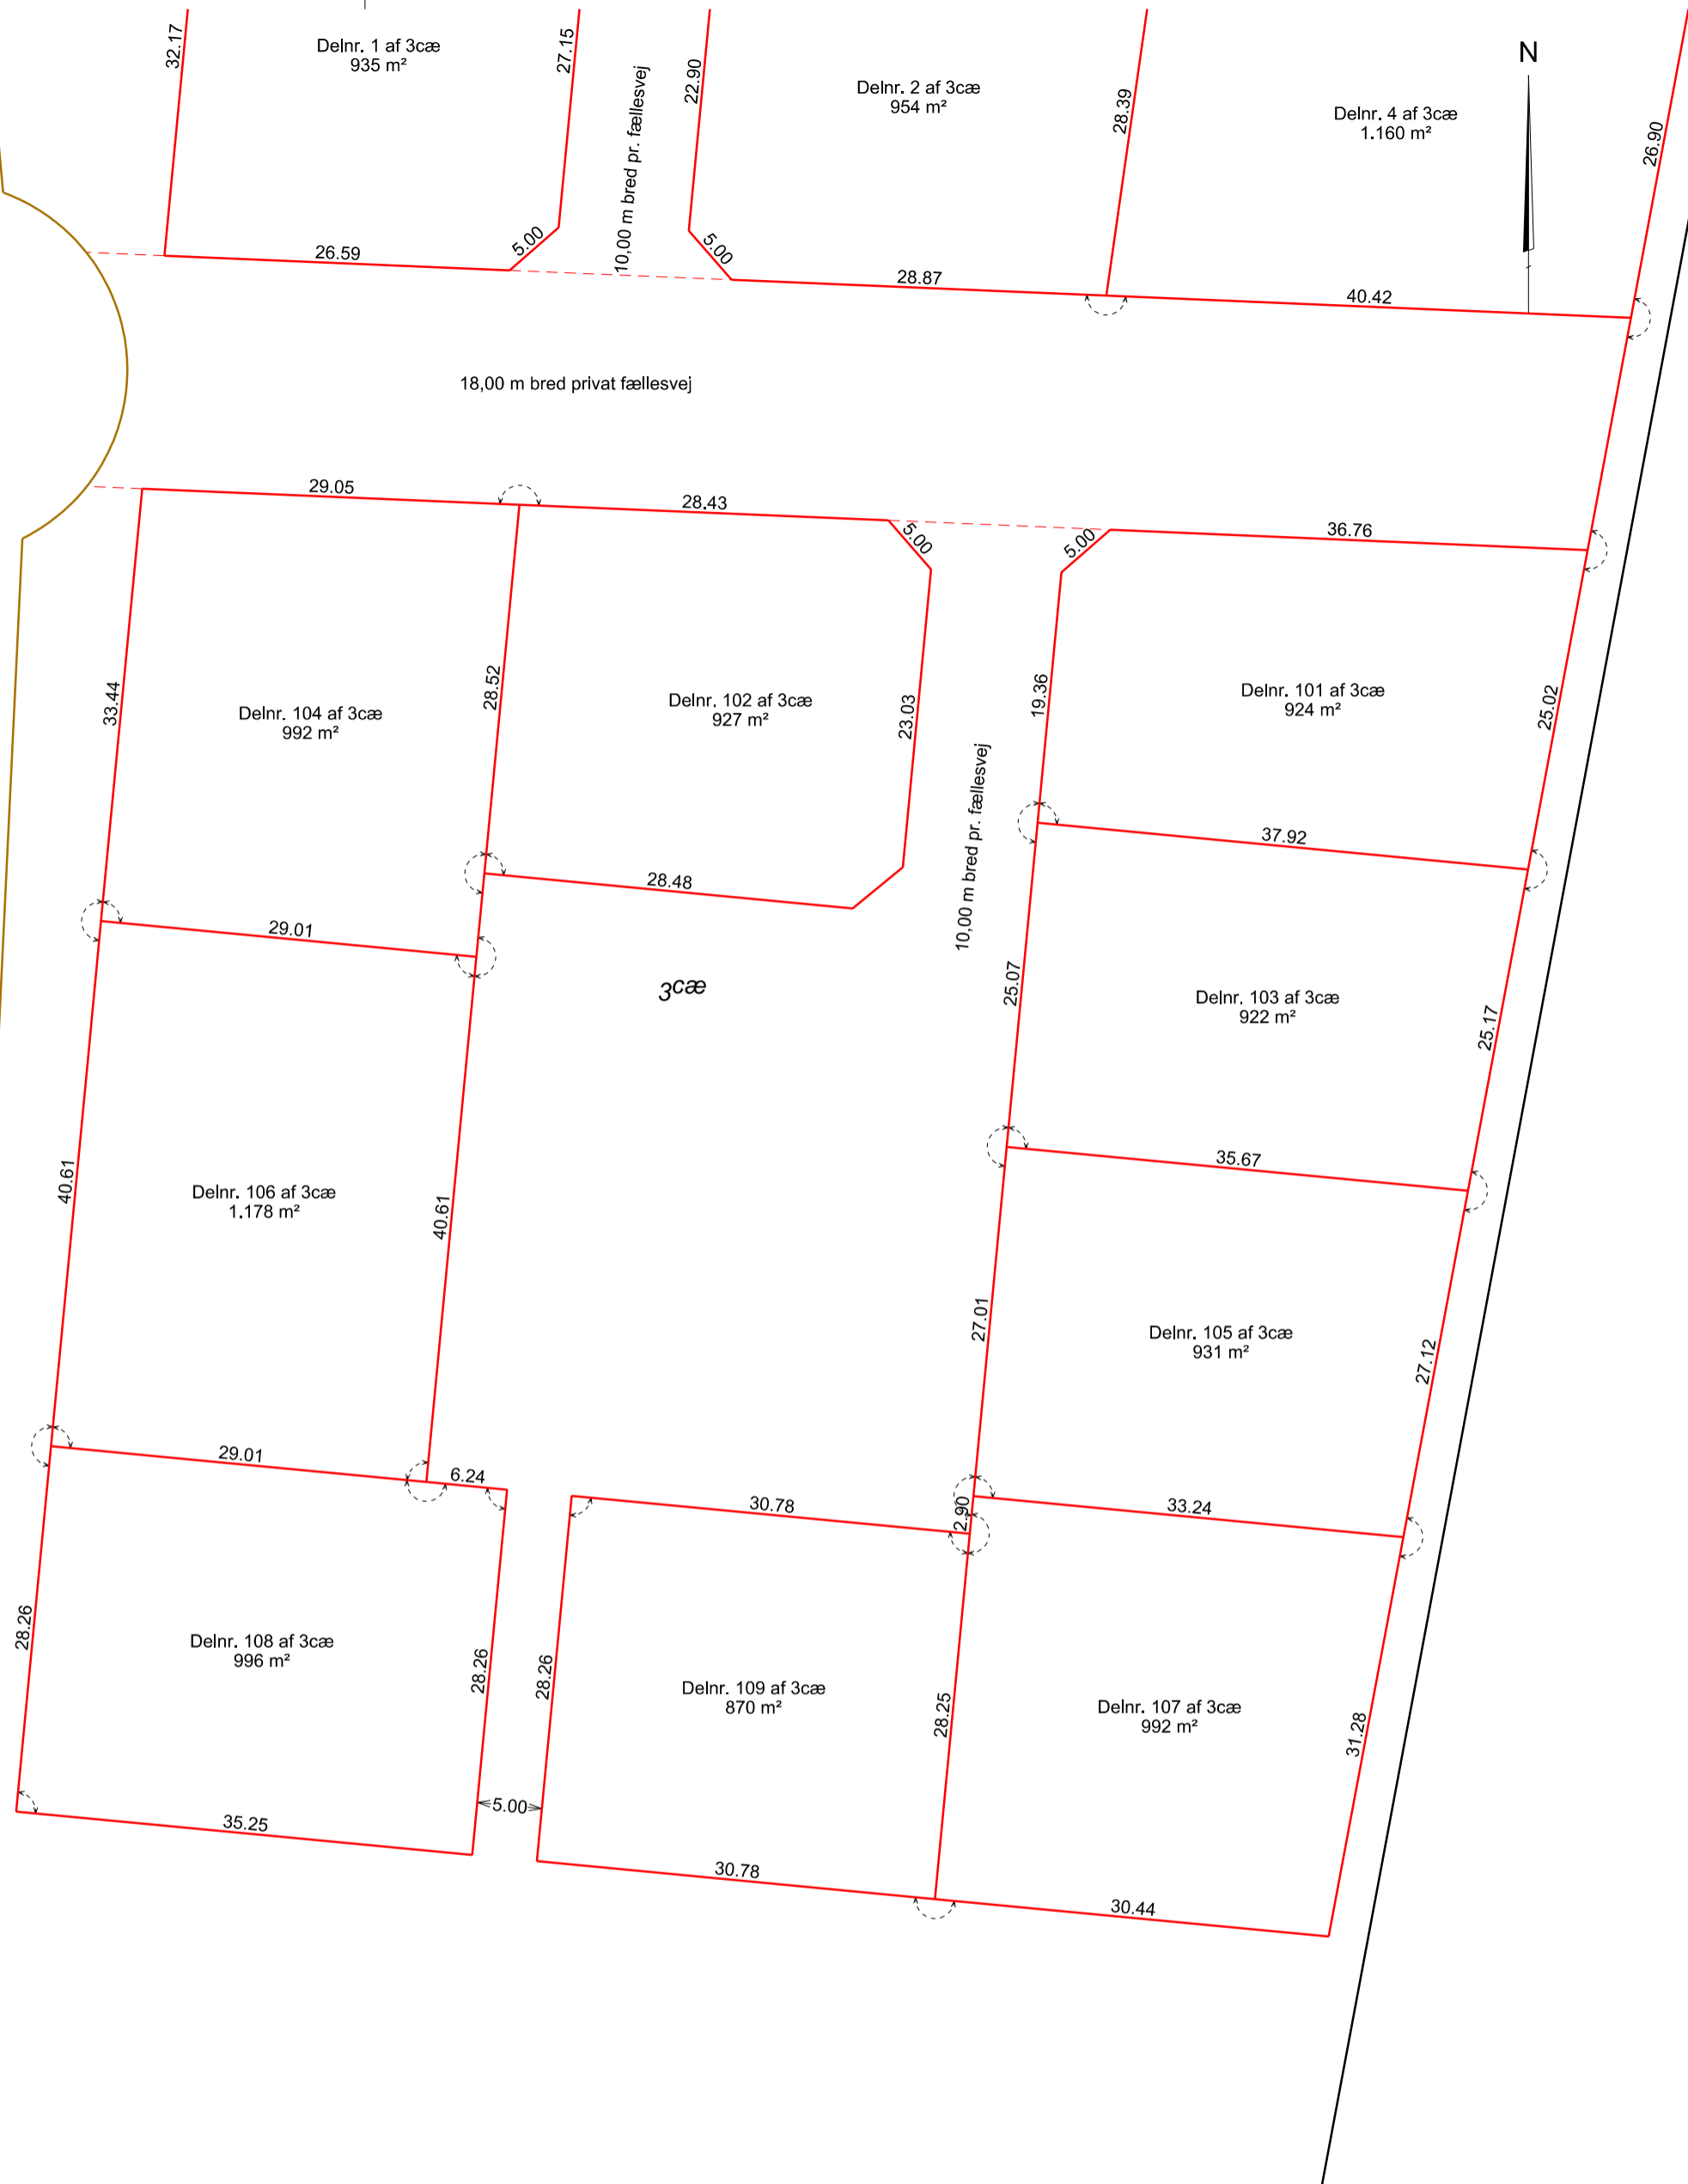 32.17
Delnr. 1 af 3cæ
935 m²
27.15
10,00 m bred pr. fællesvej
22.90
Delnr. 2 af 3cæ
954 m²
28.39
Delnr. 4 af 3cæ
1.160 m²
N
26.90
26.59
5.00
5.00
28.87
40.42
18,00 m bred privat fællesvej
29.05
28.43
5.00
5.00
36.76
33.44
Delnr. 104 af 3cæ
992 m²
28.52
Delnr. 102 af 3cæ
927 m²
23.03
10,00 m bred pr. fællesvej
19.36
Delnr. 101 af 3cæ
924 m²
25.02
37.92
28.48
29.01
3cæ
25.07
Delnr. 103 af 3cæ
922 m²
25.17
35.67
40.61
Delnr. 106 af 3cæ
1.178 m²
40.61
27.01
Delnr. 105 af 3cæ
931 m²
27.12
29.01
6.24
30.78
2.90
33.24
28.26
Delnr. 108 af 3cæ
996 m²
28.26
28.26
Delnr. 109 af 3cæ
870 m²
28.25
Delnr. 107 af 3cæ
992 m²
31.28
5.00
35.25
30.78
30.44